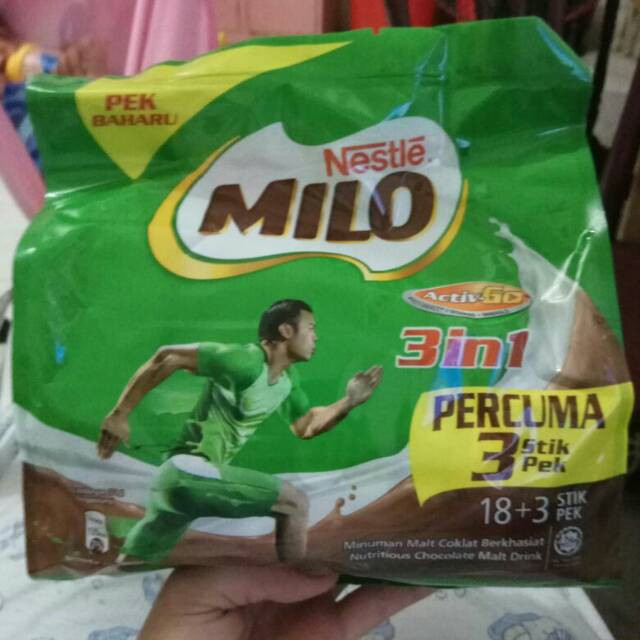 PEK
BAHARU
Nestlé
MILO
Activ-Go
3in1
PERCUMA
3 Stik
Pek
18+3 STIK
PEK
Minuman Malt Coklat Berkhasiat
Nutritious Chocolate Malt Drink